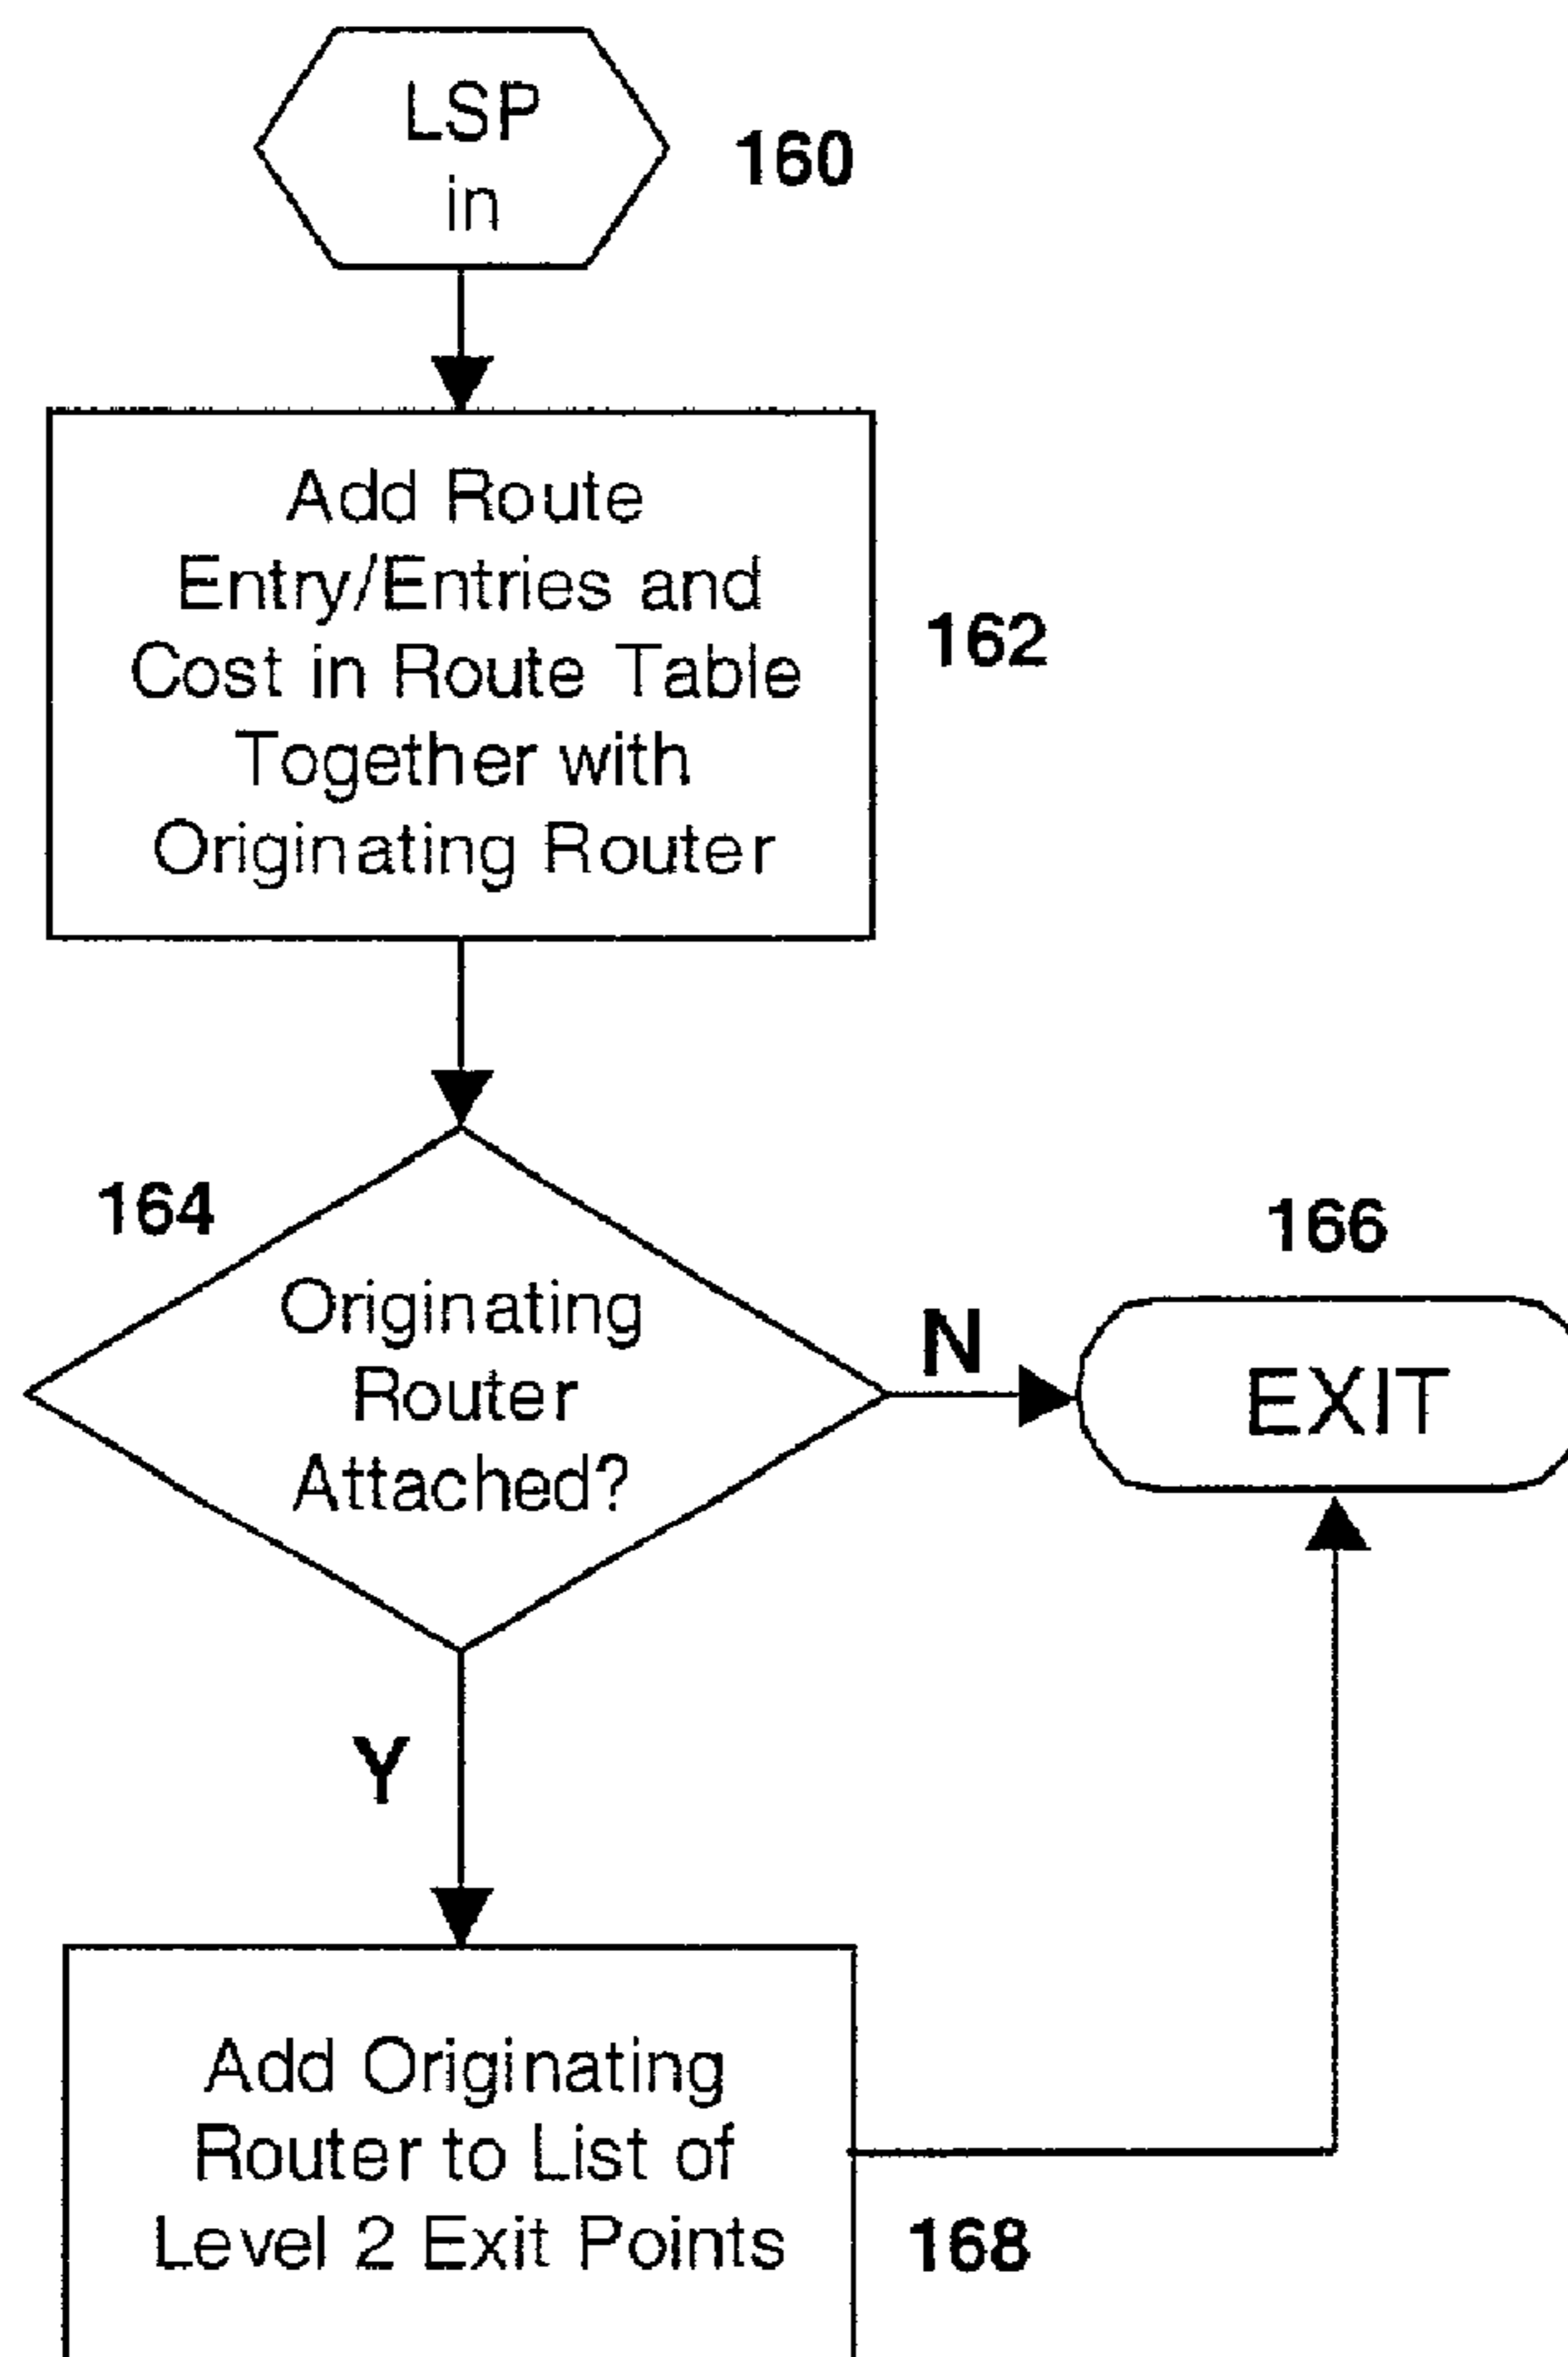 LSP
in
160
Add Route
Entry/Entries and
Cost in Route Table
Together with
Originating Router
162
164
Originating
Router
Attached?
N
166
EXIT
Y
Add Originating
Router to List of
Level 2 Exit Points
168